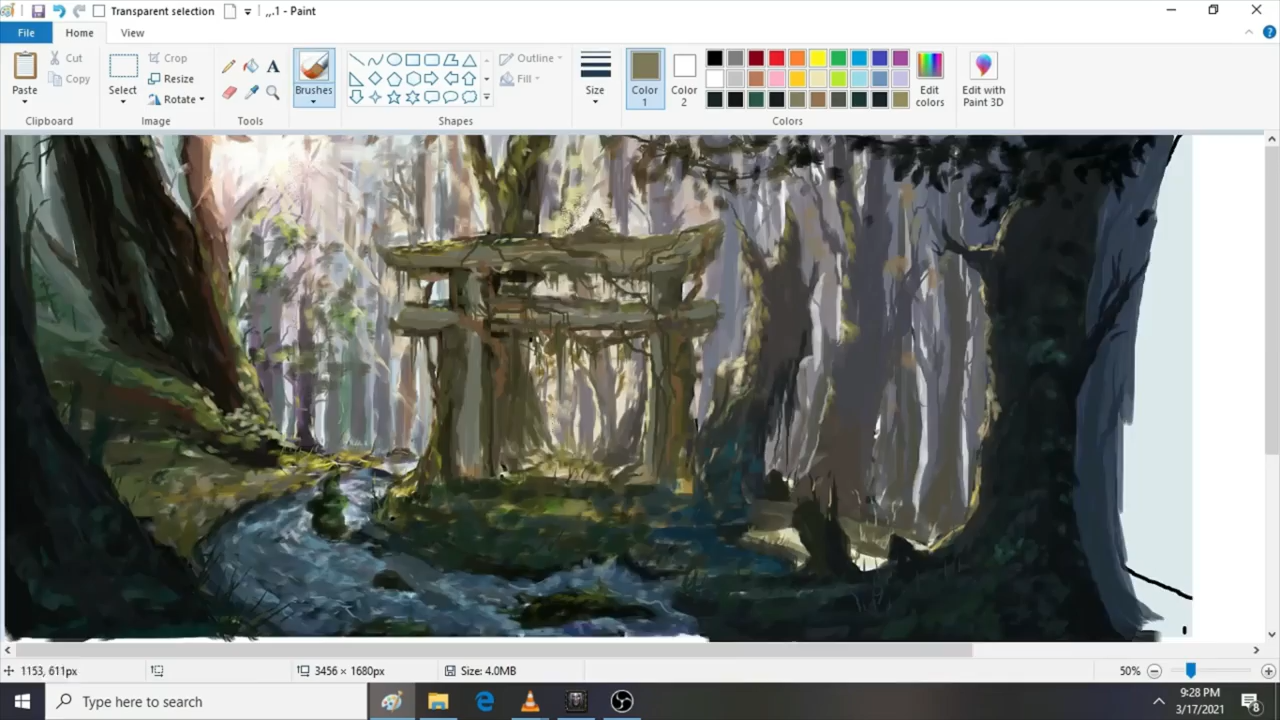 Transparent selection
,,.1 - Paint
File
Home
View
Paste
Cut
Copy
Select
Crop
Resize
Rotate
A
Brushes
Outline
Fill
Size
Color
1
Color
2
Edit
colors
Edit with
Paint 3D
Clipboard
Image
Tools
Shapes
Colors
1153, 611px
3456 × 1680px
Size: 4.0MB
50%
Type here to search
9:28 PM
3/17/2021
8